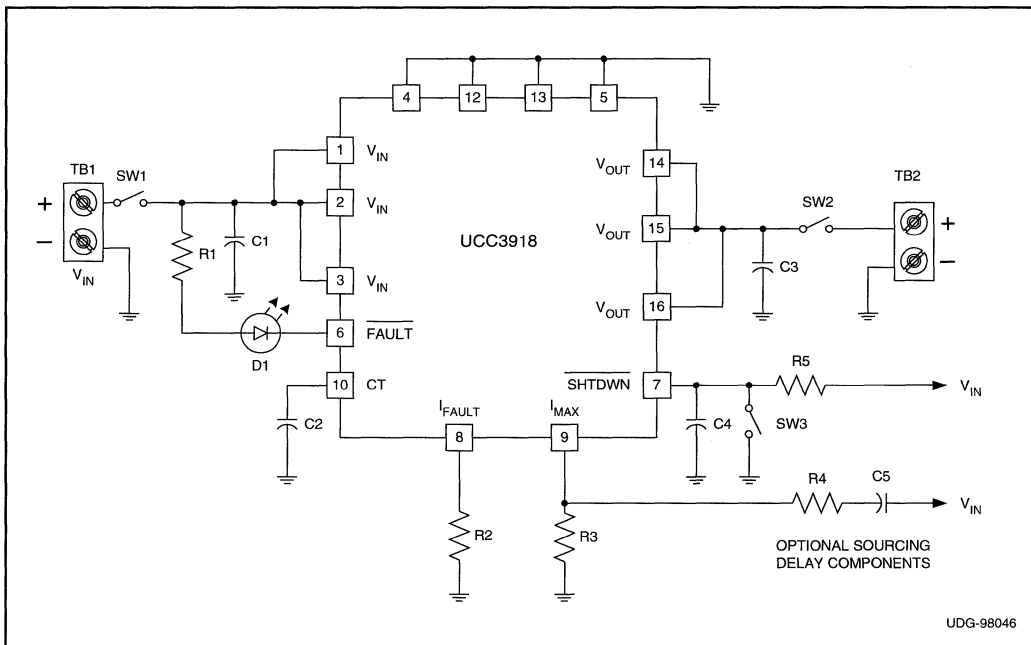 4 12 13 5
1 V_IN
2 V_IN
3 V_IN
6 FAULT
10 CT
TB1
SW1
+
−
V_IN
R1
C1
D1
C2
UCC3918
V_OUT 14
V_OUT 15
V_OUT 16
SHTDWN 7
SW2
TB2
+
−
C3
R5
V_IN
C4
SW3
I_FAULT
8
I_MAX
9
R4
C5
V_IN
R2
R3
OPTIONAL SOURCING
DELAY COMPONENTS
UDG-98046